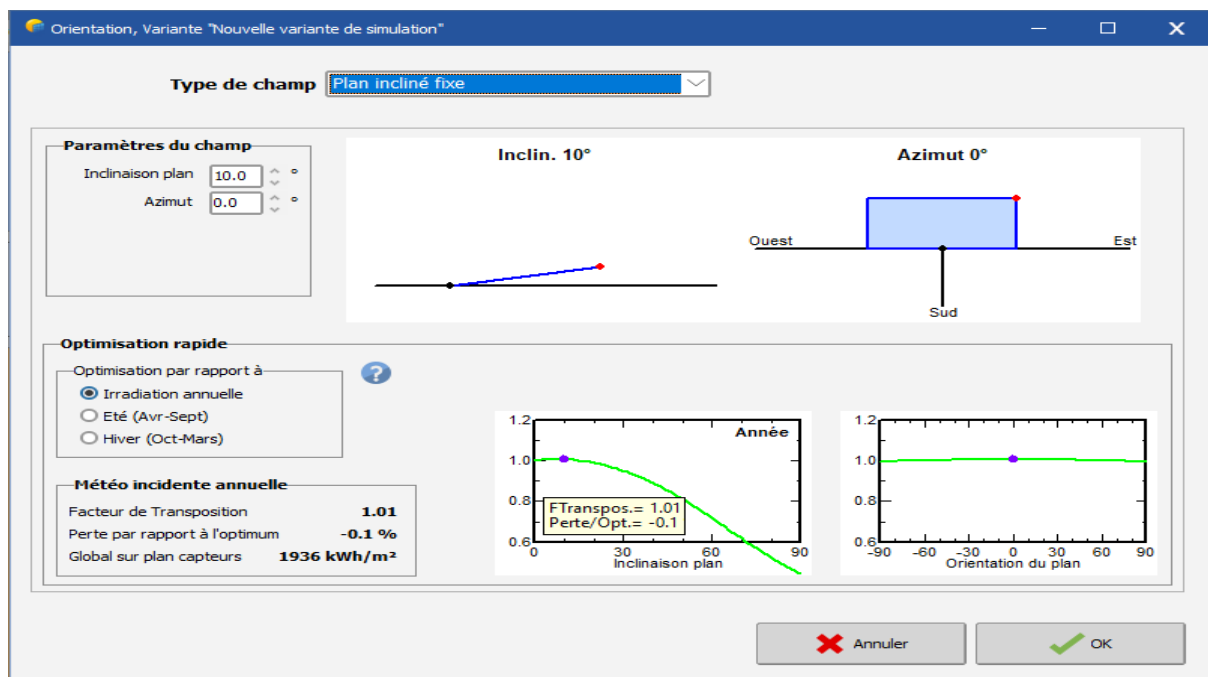 Orientation, Variante "Nouvelle variante de simulation"
Type de champ Plan incliné fixe
Paramètres du champ
Inclinaison plan 10.0 °
Azimut 0.0 °
Inclin. 10°
Azimut 0°
Ouest Est
Sud
Optimisation rapide
Optimisation par rapport à
Irradiation annuelle
Eté (Avr-Sept)
Hiver (Oct-Mars)
?
Météo incidente annuelle
Facteur de Transposition 1.01
Perte par rapport à l'optimum -0.1 %
Global sur plan capteurs 1936 kWh/m²
Année
1.2
1.0
0.8
0.6
FTranspos.= 1.01
Perte/Opt.= -0.1
0 30 60 90
Inclinaison plan
1.2
1.0
0.8
0.6
-90 -60 -30 0 30 60 90
Orientation du plan
Annuler
OK